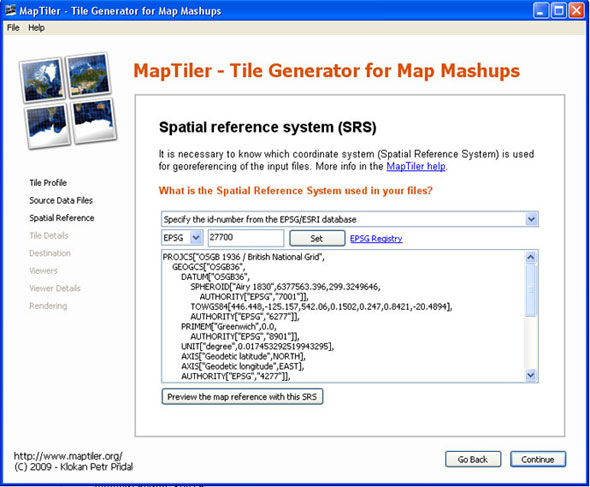 MapTiler - Tile Generator for Map Mashups
File Help
MapTiler - Tile Generator for Map Mashups
Tile Profile
Source Data Files
Spatial Reference
Tile Details
Destination
Viewers
Viewer Details
Rendering
Spatial reference system (SRS)
It is necessary to know which coordinate system (Spatial Reference System) is used
for georeferencing of the input files. More info in the MapTiler help.
What is the Spatial Reference System used in your files?
Specify the id-number from the EPSG/ESRI database
EPSG 27700 Set EPSG Registry
PROJCS["OSGB 1936 / British National Grid",
GEOGCS["OSGB36",
DATUM["OSGB36",
SPHEROID["Airy 1830",6377563.396,299.3249646,
AUTHORITY["EPSG","7001"]],
TOWGS84[446.448,-125.157,542.06,0.1502,0.247,0.8421,-20.4894],
AUTHORITY["EPSG","6277"]],
PRIMEM["Greenwich",0.0,
AUTHORITY["EPSG","8901"]],
UNIT["degree",0.017453292519943295],
AXIS["Geodetic latitude",NORTH],
AXIS["Geodetic longitude",EAST],
AUTHORITY["EPSG","4277"]],
Preview the map reference with this SRS
http://www.maptiler.org/
(C) 2009 - Klokan Petr Přidal
Go Back Continue